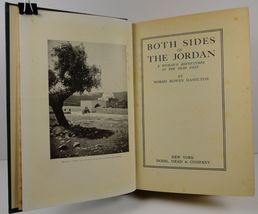 BOTH SIDES
OF
THE JORDAN
A WOMAN'S ADVENTURES
IN THE NEAR EAST
BY
NORAH ROWAN HAMILTON
NEW YORK
DODD, MEAD & COMPANY